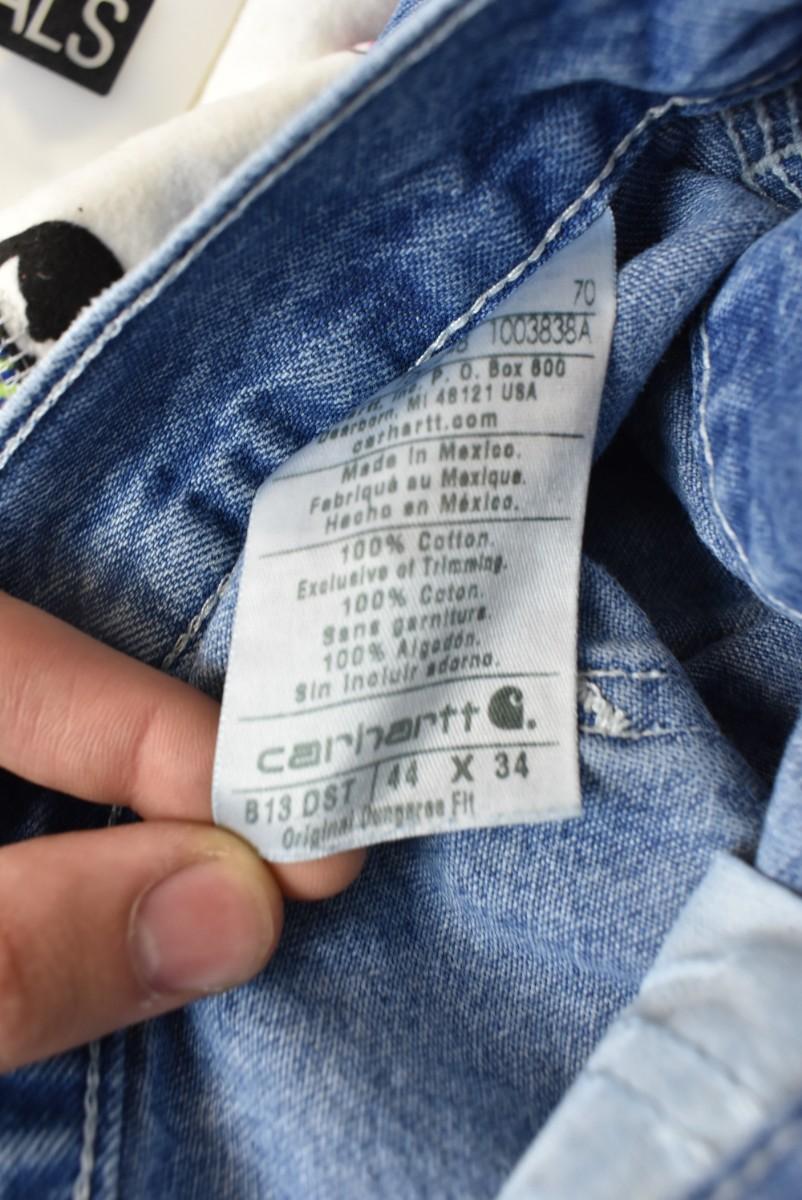 ALS
70
1003838A
P. O. Box 600
Dearborn, MI 48121 USA
carhartt.com
Made in Mexico.
Fabriqué au Mexique.
Hecho en México.
100% Cotton.
Exclusive of Trimming.
100% Coton.
Sans garniture.
100% Algodón.
Sin incluir adorno.
carhartt
B13 DST 44 X 34
Original Dungaree Fit